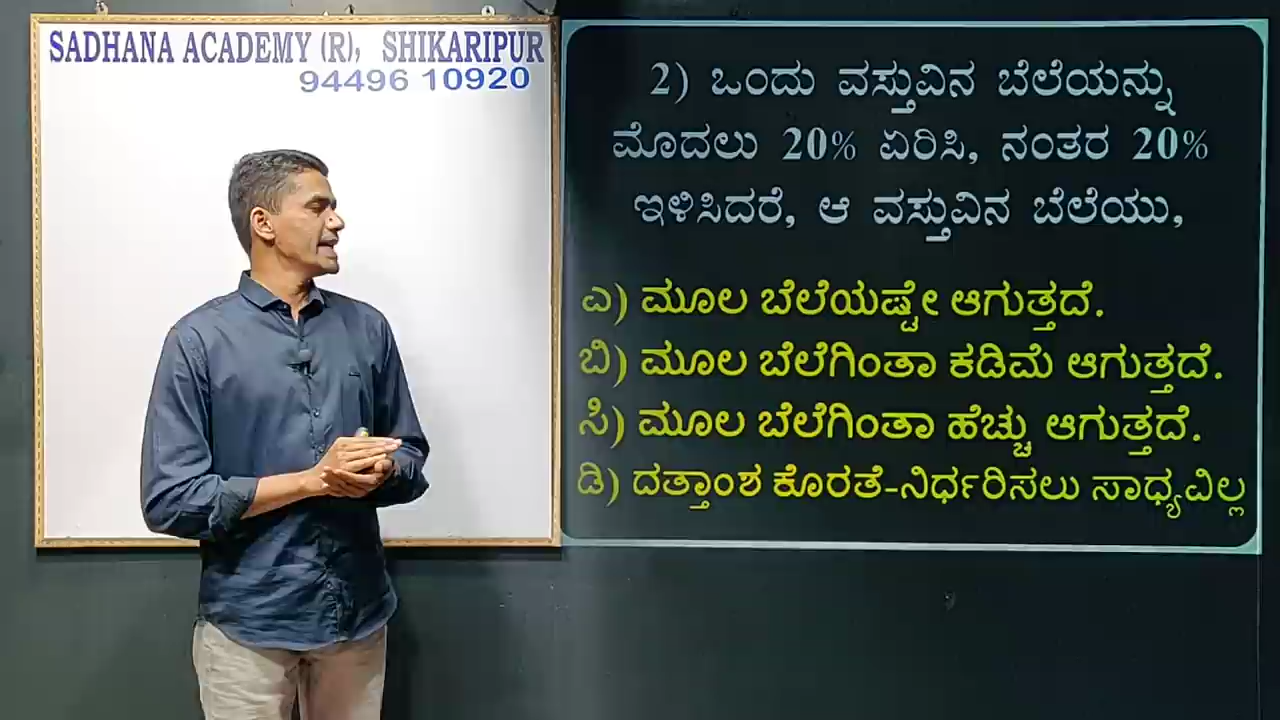 SADHANA ACADEMY (R), SHIKARIPUR
94496 10920
2) ಒಂದು ವಸ್ತುವಿನ ಬೆಲೆಯನ್ನು
ಮೊದಲು 20% ಏರಿಸಿ, ನಂತರ 20%
ಇಳಿಸಿದರೆ, ಆ ವಸ್ತುವಿನ ಬೆಲೆಯು,
ಎ) ಮೂಲ ಬೆಲೆಯಷ್ಟೇ ಆಗುತ್ತದೆ.
ಬಿ) ಮೂಲ ಬೆಲೆಗಿಂತಾ ಕಡಿಮೆ ಆಗುತ್ತದೆ.
ಸಿ) ಮೂಲ ಬೆಲೆಗಿಂತಾ ಹೆಚ್ಚು ಆಗುತ್ತದೆ.
ಡಿ) ದತ್ತಾಂಶ ಕೊರತೆ-ನಿರ್ಧರಿಸಲು ಸಾಧ್ಯವಿಲ್ಲ